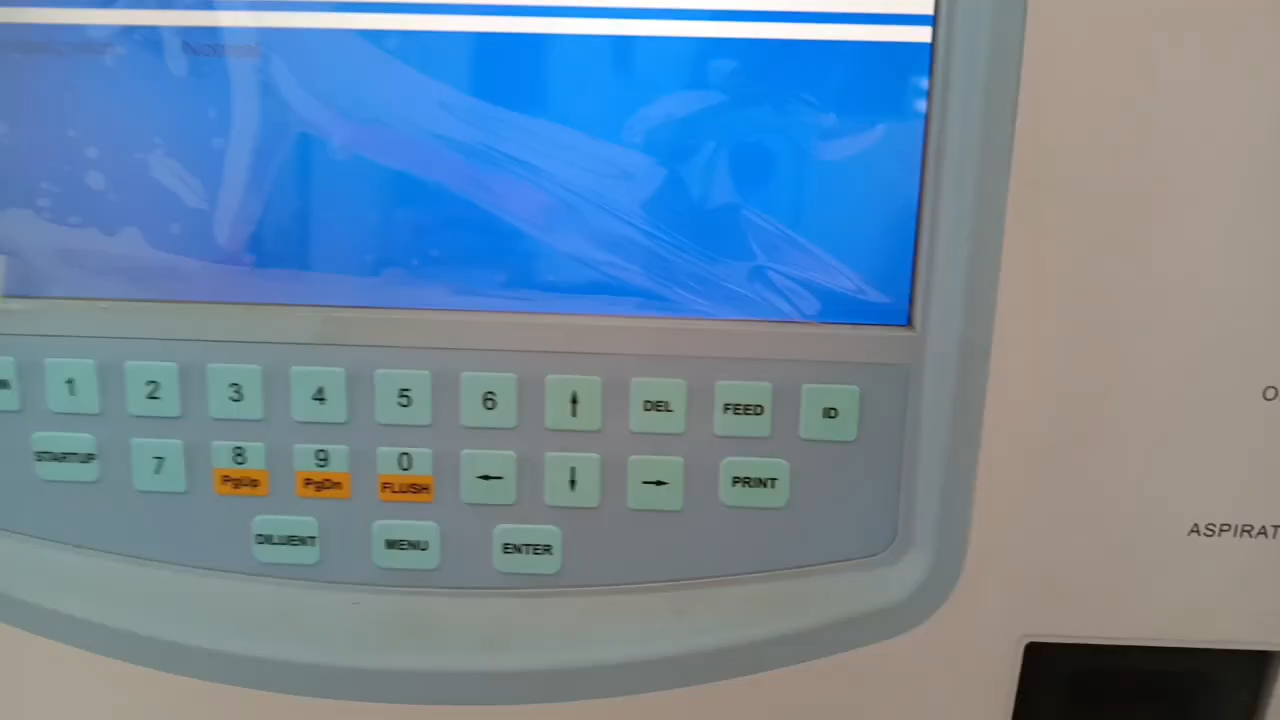 1 2 3 4 5 6 ↑ DEL FEED ID
STARTUP 7 8 9 0 ← ↓ → PRINT
PgUp PgDn FLUSH
DILUENT MENU ENTER
ASPIRAT